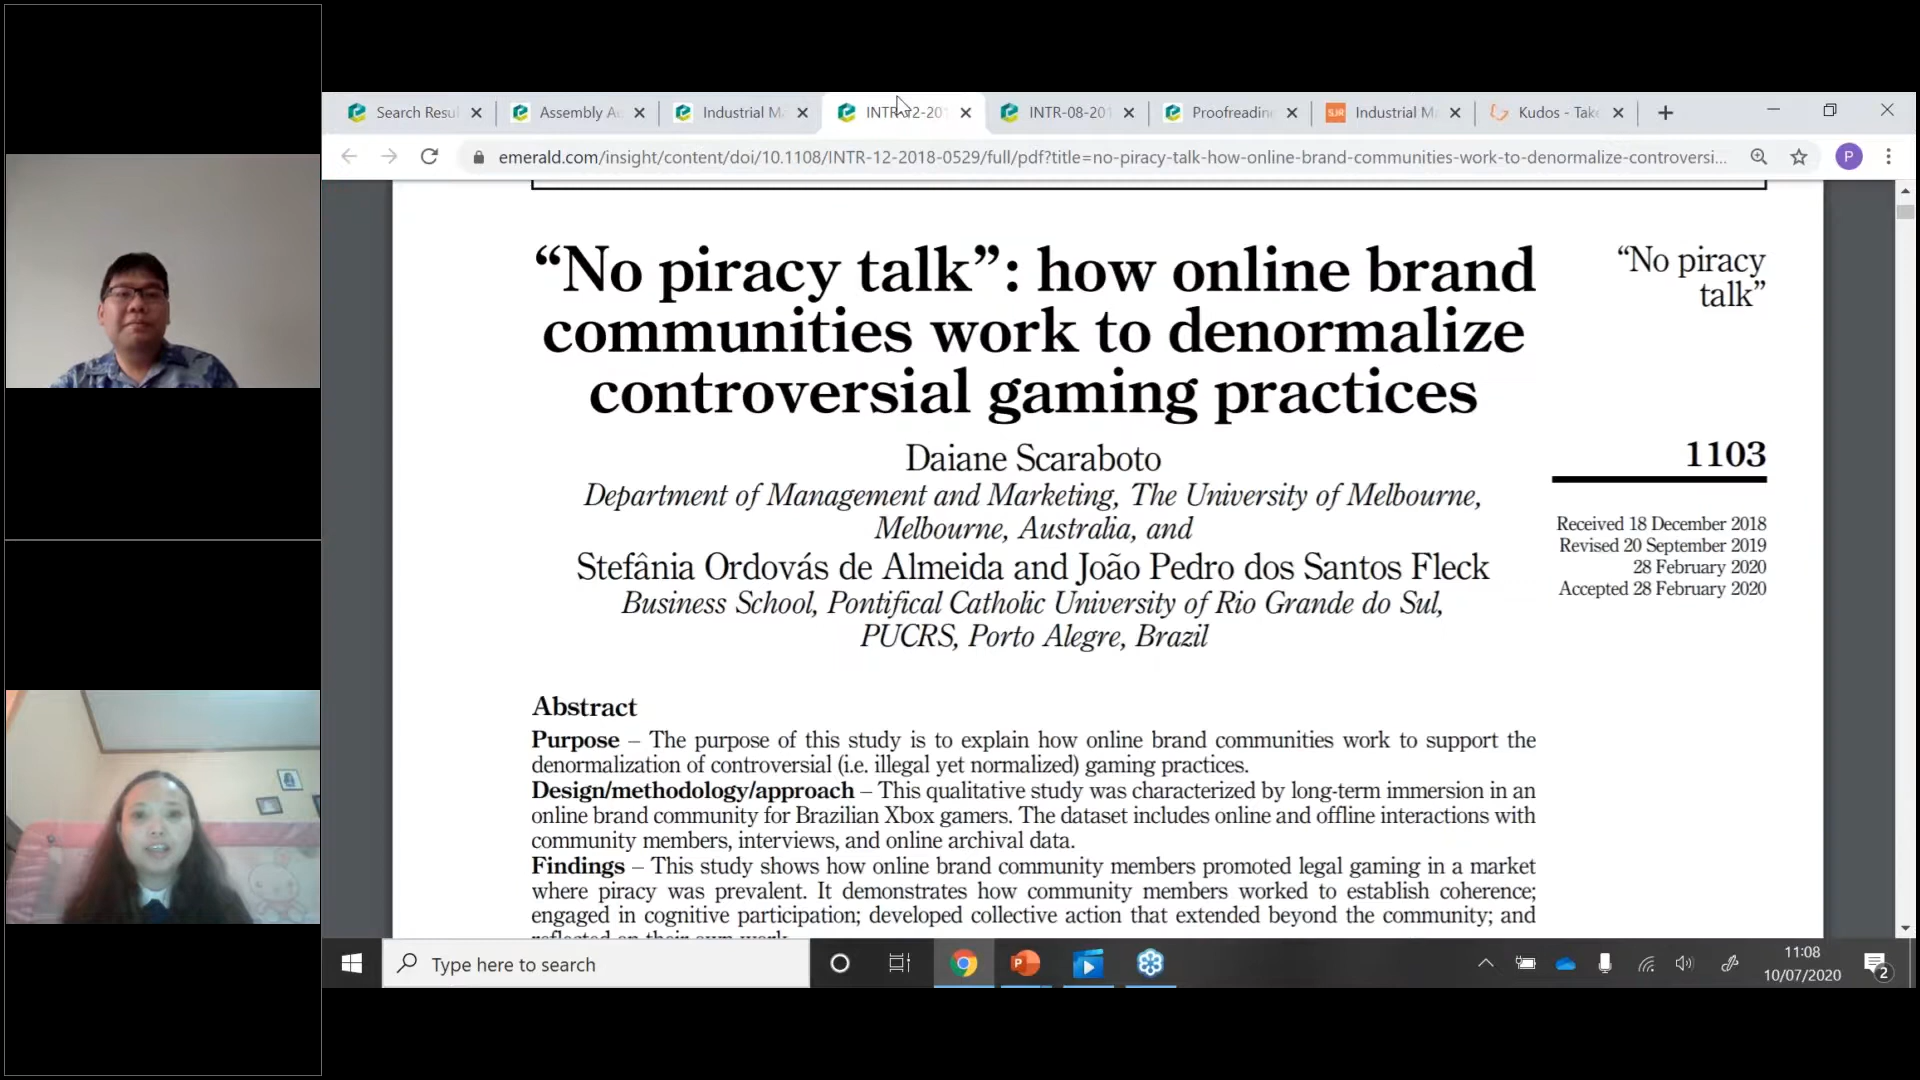 Search Resul
Assembly A
Industrial M
INTR-12-201
INTR-08-201
Proofreading
SJR
Industrial M
Kudos - Take
emerald.com/insight/content/doi/10.1108/INTR-12-2018-0529/full/pdf?title=no-piracy-talk-how-online-brand-communities-work-to-denormalize-controversi...
P
“No piracy talk”: how online brand
communities work to denormalize
controversial gaming practices
“No piracy
talk”
Daiane Scaraboto
Department of Management and Marketing, The University of Melbourne,
Melbourne, Australia, and
Stefânia Ordovás de Almeida and João Pedro dos Santos Fleck
Business School, Pontifical Catholic University of Rio Grande do Sul,
PUCRS, Porto Alegre, Brazil
1103
Received 18 December 2018
Revised 20 September 2019
28 February 2020
Accepted 28 February 2020
Abstract
Purpose – The purpose of this study is to explain how online brand communities work to support the
denormalization of controversial (i.e. illegal yet normalized) gaming practices.
Design/methodology/approach – This qualitative study was characterized by long-term immersion in an
online brand community for Brazilian Xbox gamers. The dataset includes online and offline interactions with
community members, interviews, and online archival data.
Findings – This study shows how online brand community members promoted legal gaming in a market
where piracy was prevalent. It demonstrates how community members worked to establish coherence;
engaged in cognitive participation; developed collective action that extended beyond the community; and
reflected on their own work
Type here to search
11:08
10/07/2020
2